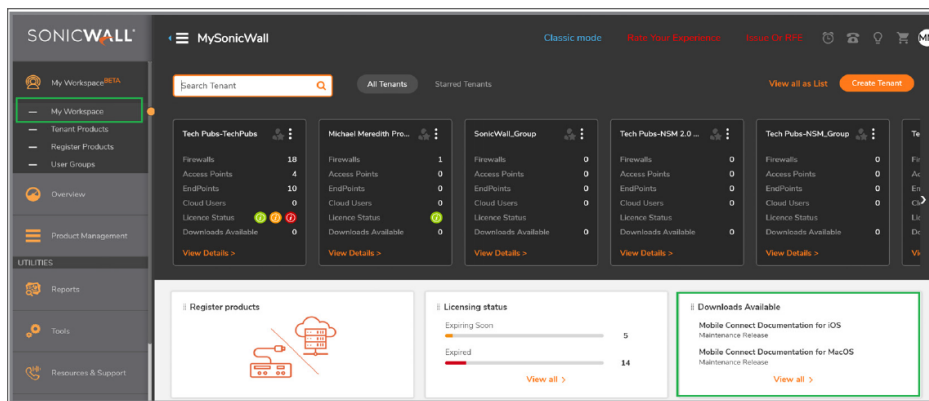 SONICWALL
MySonicWall
Classic mode
Rate Your Experience
Issue Or RFE
My Workspace BETA
My Workspace
Tenant Products
Register Products
User Groups
Overview
Product Management
UTILITIES
Reports
Tools
Resources & Support
Search Tenant
All Tenants
Starred Tenants
View all as List
Create Tenant
Tech Pubs-TechPubs
Firewalls 18
Access Points 4
EndPoints 10
Cloud Users 0
Licence Status
Downloads Available 0
View Details >
Michael Meredith Pro...
Firewalls 1
Access Points 0
EndPoints 0
Cloud Users 0
Licence Status
Downloads Available 0
View Details >
SonicWall_Group
Firewalls 0
Access Points 0
EndPoints 0
Cloud Users 0
Licence Status
Downloads Available 0
View Details >
Tech Pubs-NSM 2.0 ...
Firewalls 0
Access Points 0
EndPoints 0
Cloud Users 0
Licence Status
Downloads Available 0
View Details >
Tech Pubs-NSM_Group
Firewalls 0
Access Points 0
EndPoints 0
Cloud Users 0
Licence Status
Downloads Available 0
View Details >
Register products
Licensing status
Expiring Soon
5
Expired
14
View all >
Downloads Available
Mobile Connect Documentation for iOS
Maintenance Release
Mobile Connect Documentation for MacOS
Maintenance Release
View all >